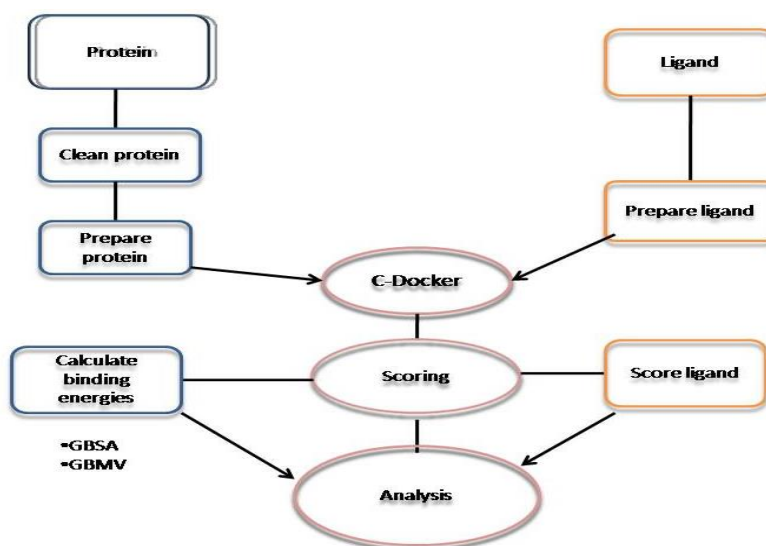 Protein
Ligand
Clean protein
Prepare ligand
Prepare
protein
C-Docker
Calculate
binding
energies
Scoring
Score ligand
•GBSA
•GBMV
Analysis